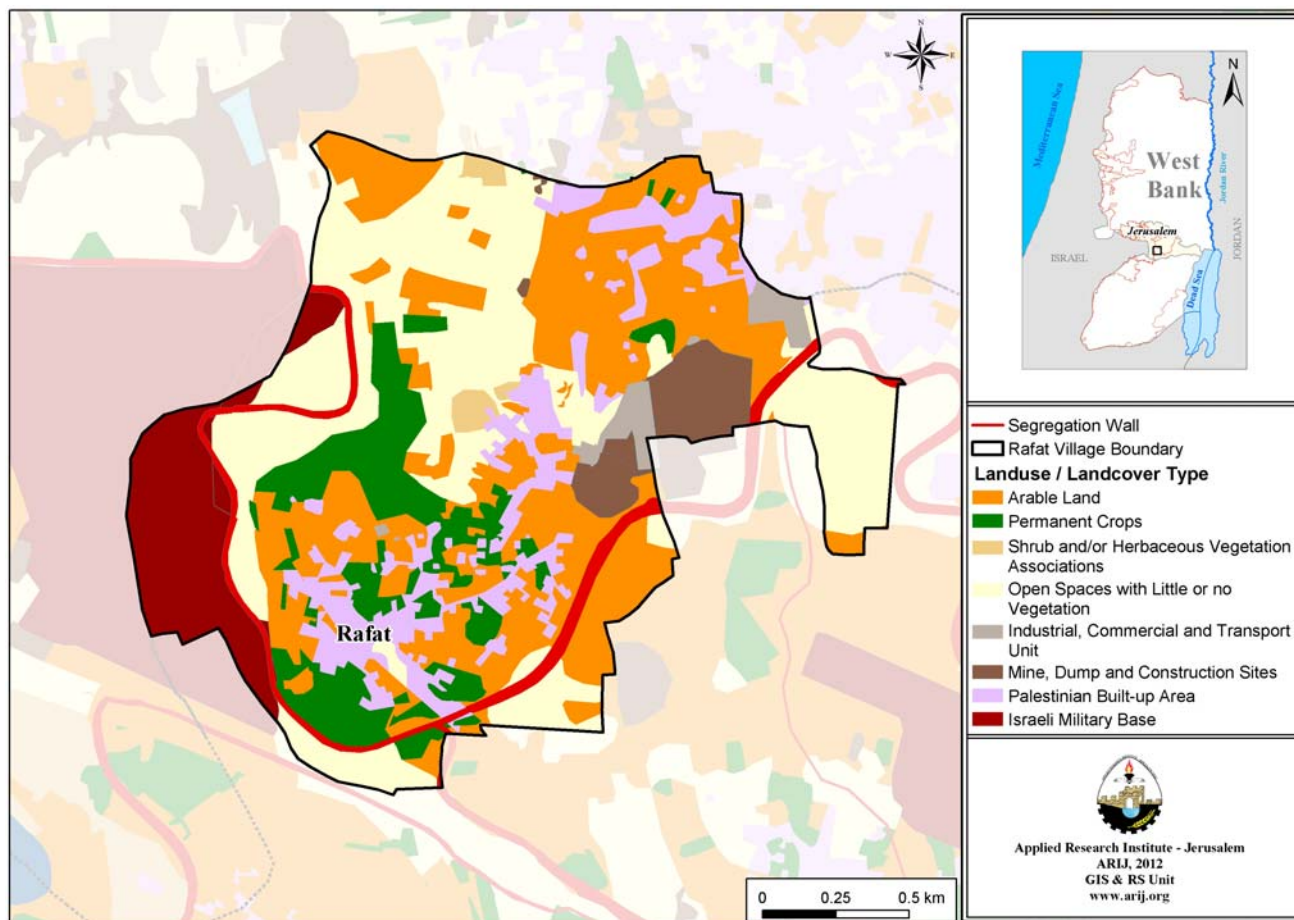 N
W
E
S
Rafat
0 0.25 0.5 km
N
Mediterranean Sea
West
Bank
Jordan River
Jerusalem
ISRAEL
JORDAN
Dead Sea
Segregation Wall
Rafat Village Boundary
Landuse / Landcover Type
Arable Land
Permanent Crops
Shrub and/or Herbaceous Vegetation
Associations
Open Spaces with Little or no
Vegetation
Industrial, Commercial and Transport
Unit
Mine, Dump and Construction Sites
Palestinian Built-up Area
Israeli Military Base
Applied Research Institute - Jerusalem
ARIJ, 2012
GIS & RS Unit
www.arij.org